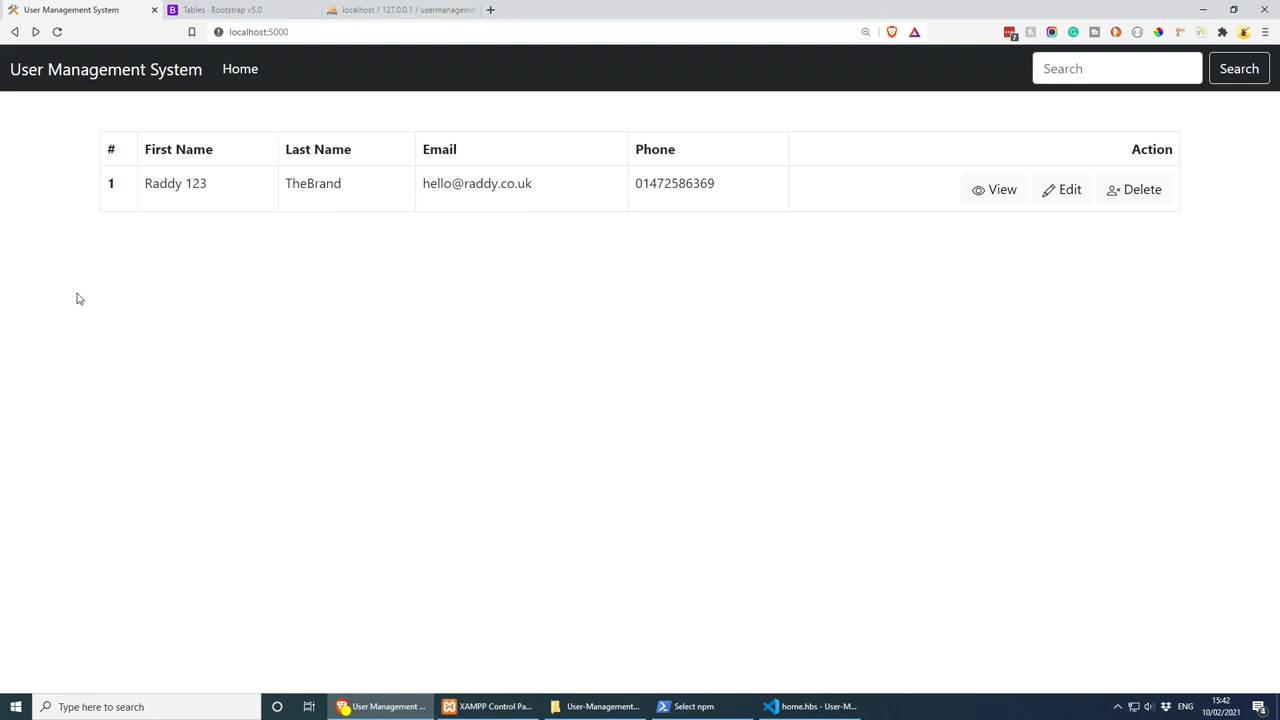 User Management System
Tables · Bootstrap v5.0
localhost / 127.0.0.1 / usermanageme
localhost:5000
7
User Management System
Home
Search
Search
# First Name Last Name Email Phone Action
1 Raddy 123 TheBrand hello@raddy.co.uk 01472586369 View Edit Delete
Type here to search
User Management ...
XAMPP Control Pa...
User-Management...
Select npm
home.hbs - User-M...
ENG
15:42
10/02/2021
4